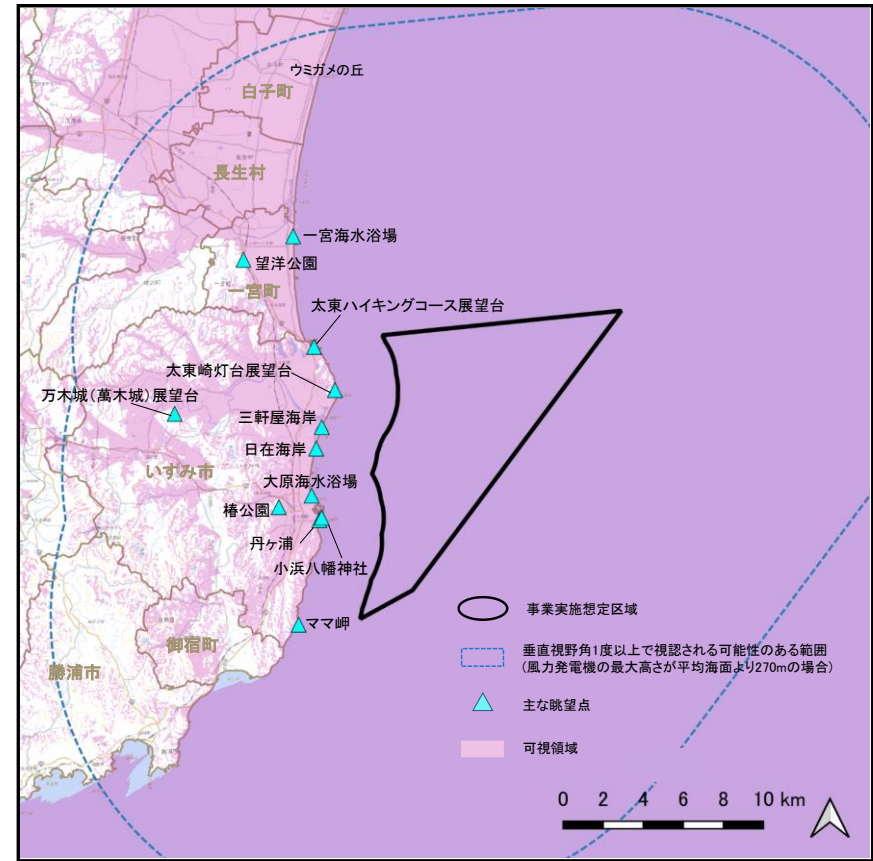 ウミガメの丘
白子町
長生村
一宮海水浴場
望洋公園
一宮町
太東ハイキングコース展望台
太東崎灯台展望台
万木城(萬木城)展望台
三軒屋海岸
日在海岸
いすみ市
大原海水浴場
椿公園
丹ヶ浦
小浜八幡神社
ママ岬
御宿町
勝浦市
事業実施想定区域
垂直視野角1度以上で視認される可能性のある範囲
(風力発電機の最大高さが平均海面より270mの場合)
主な眺望点
可視領域
0 2 4 6 8 10 km